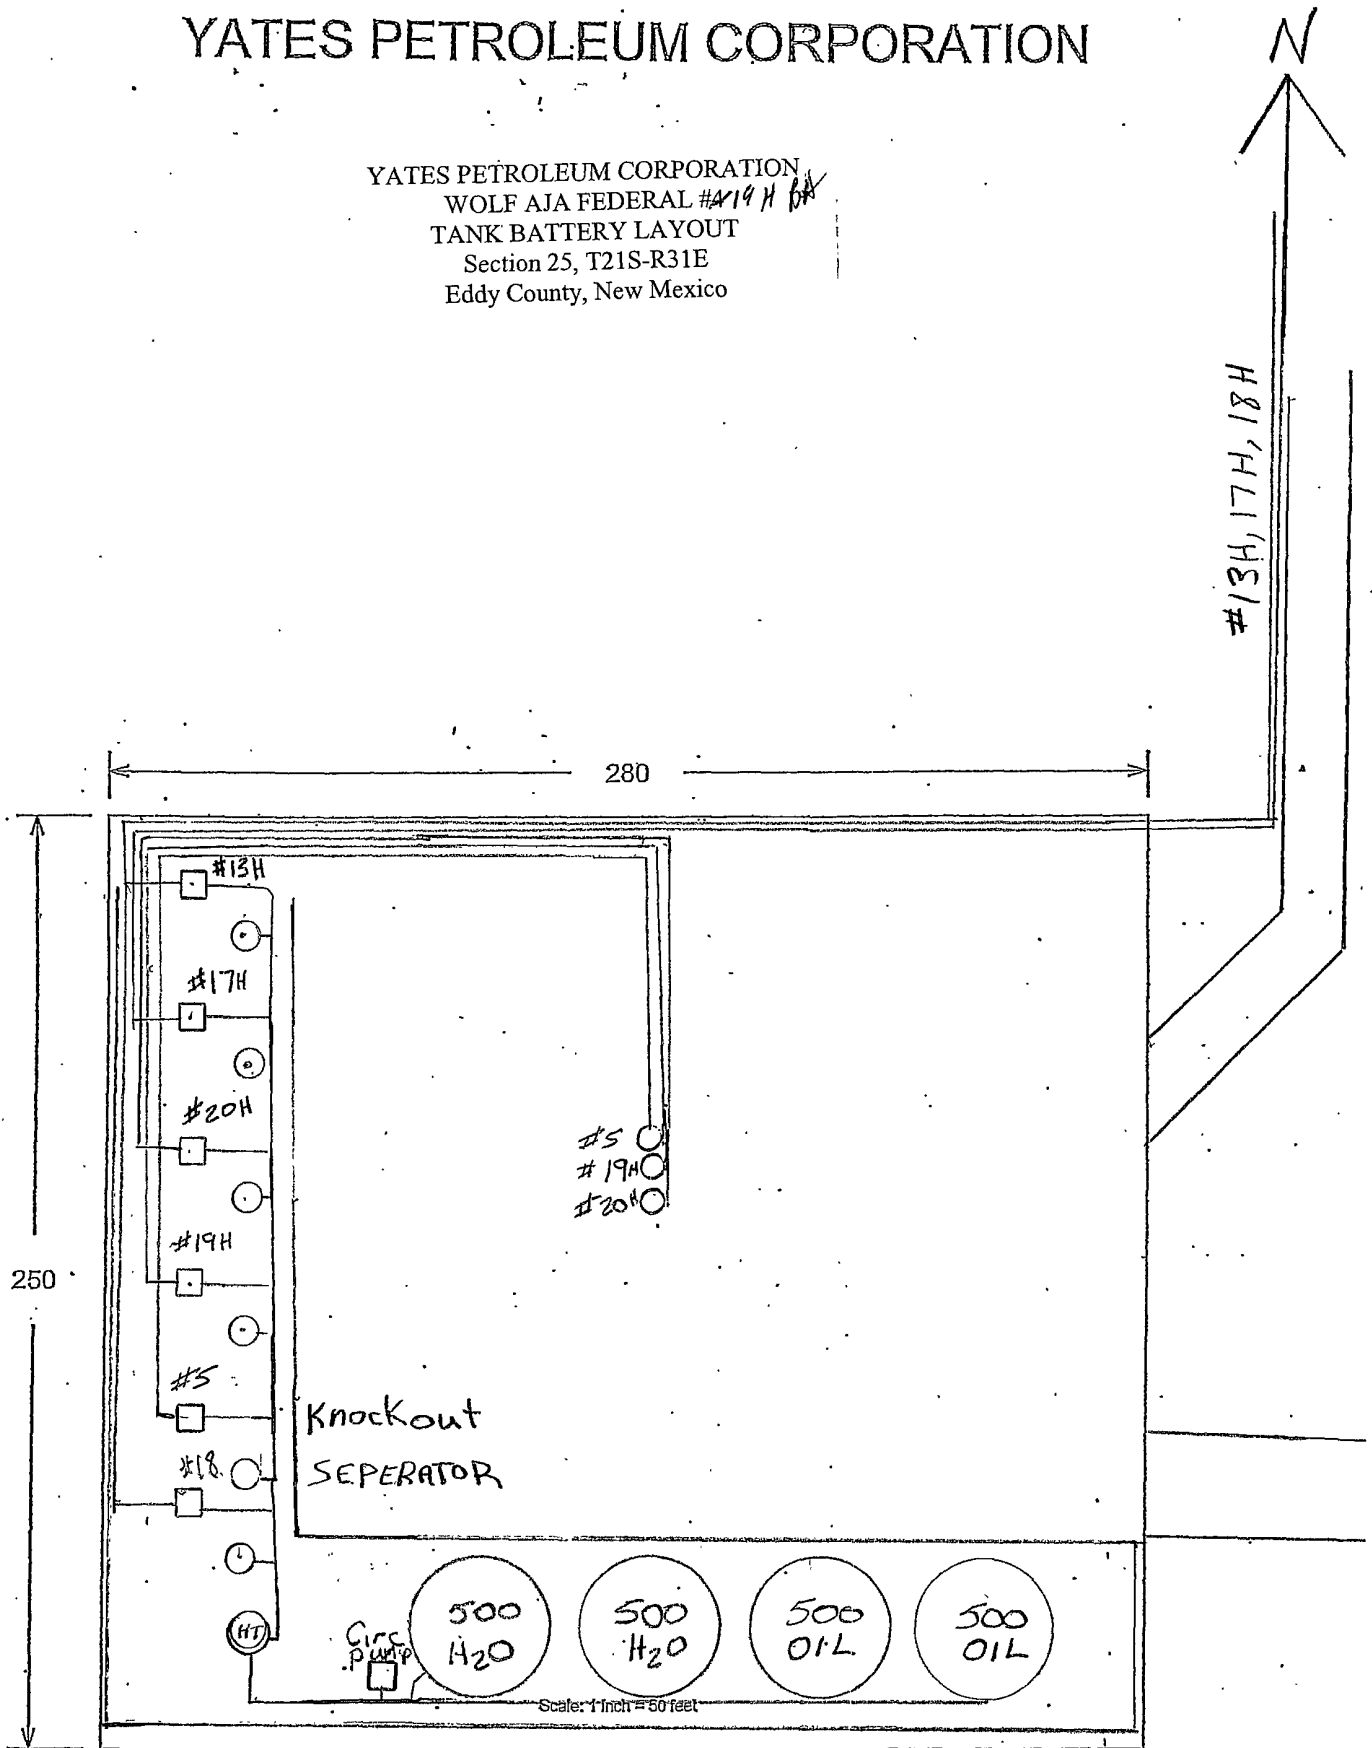 YATES PETROLEUM CORPORATION
N
YATES PETROLEUM CORPORATION
WOLF AJA FEDERAL #19H BA
TANK BATTERY LAYOUT
Section 25, T21S-R31E
Eddy County, New Mexico
#13H, 17H, 18H
280
250
#13H
#17H
#20H
#19H
#5
#18
#5
#19H
#20H
Knockout
SEPERATOR
HT
Circ
pump
500
H2O
500
H2O
500
OIL
500
OIL
Scale: 1 inch = 50 feet